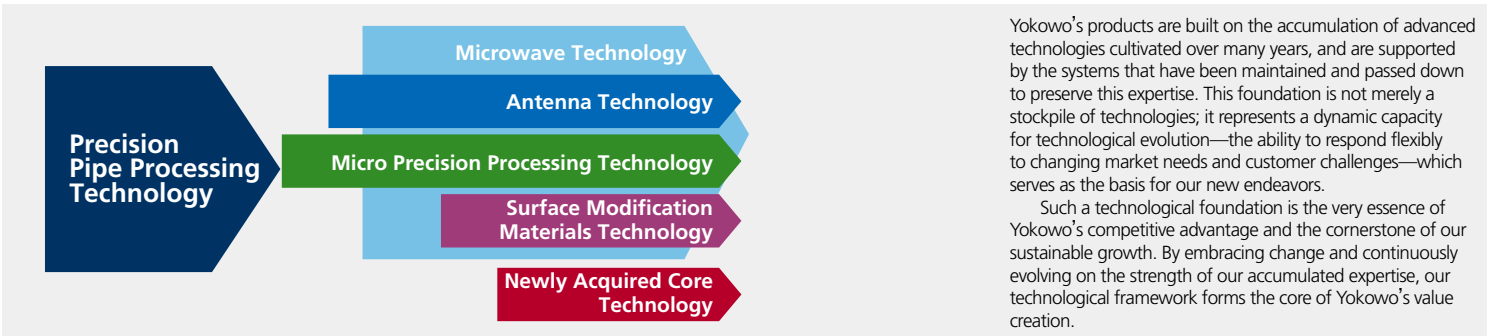 Precision
Pipe Processing
Technology
Microwave Technology
Antenna Technology
Micro Precision Processing Technology
Surface Modification
Materials Technology
Newly Acquired Core
Technology
Yokowo’s products are built on the accumulation of advanced
technologies cultivated over many years, and are supported
by the systems that have been maintained and passed down
to preserve this expertise. This foundation is not merely a
stockpile of technologies; it represents a dynamic capacity
for technological evolution—the ability to respond flexibly
to changing market needs and customer challenges—which
serves as the basis for our new endeavors.
Such a technological foundation is the very essence of
Yokowo’s competitive advantage and the cornerstone of our
sustainable growth. By embracing change and continuously
evolving on the strength of our accumulated expertise, our
technological framework forms the core of Yokowo’s value
creation.